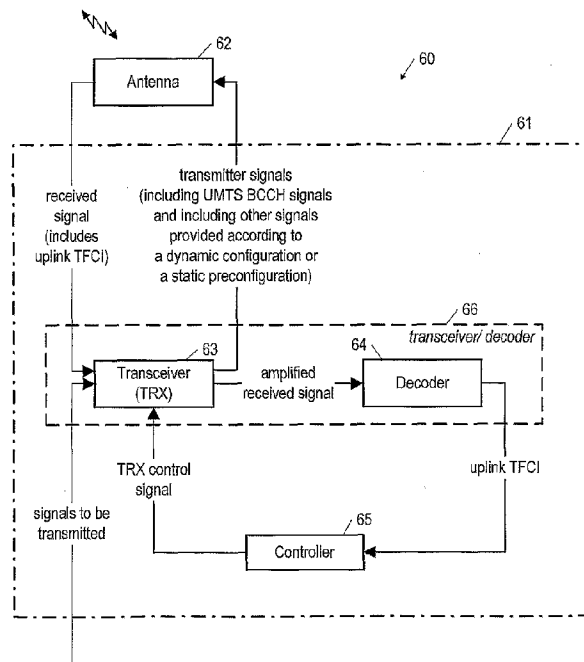 62
Antenna
60
61
transmitter signals
(including UMTS BCCH signals
and including other signals
provided according to
a dynamic configuration or
a static preconfiguration)
received
signal
(includes
uplink TFCI)
66
transceiver/ decoder
63
Transceiver
(TRX)
amplified
received signal
64
Decoder
TRX control
signal
uplink TFCI
signals to be
transmitted
65
Controller